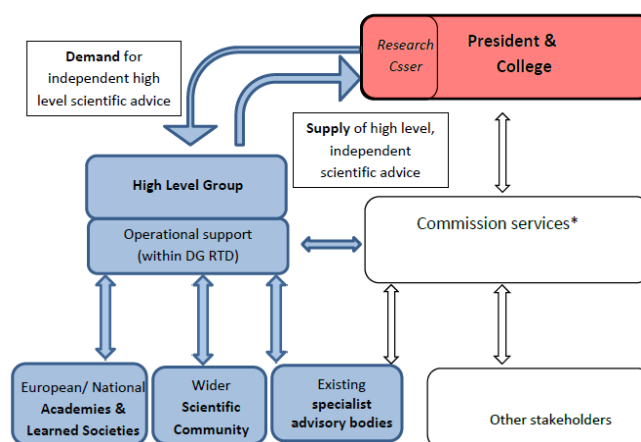 Demand for
independent high
level scientific advice
Research
Csser
President &
College
Supply of high level,
independent
scientific advice
High Level Group
Operational support
(within DG RTD)
Commission services*
European/ National
Academies &
Learned Societies
Wider
Scientific
Community
Existing
specialist
advisory bodies
Other stakeholders